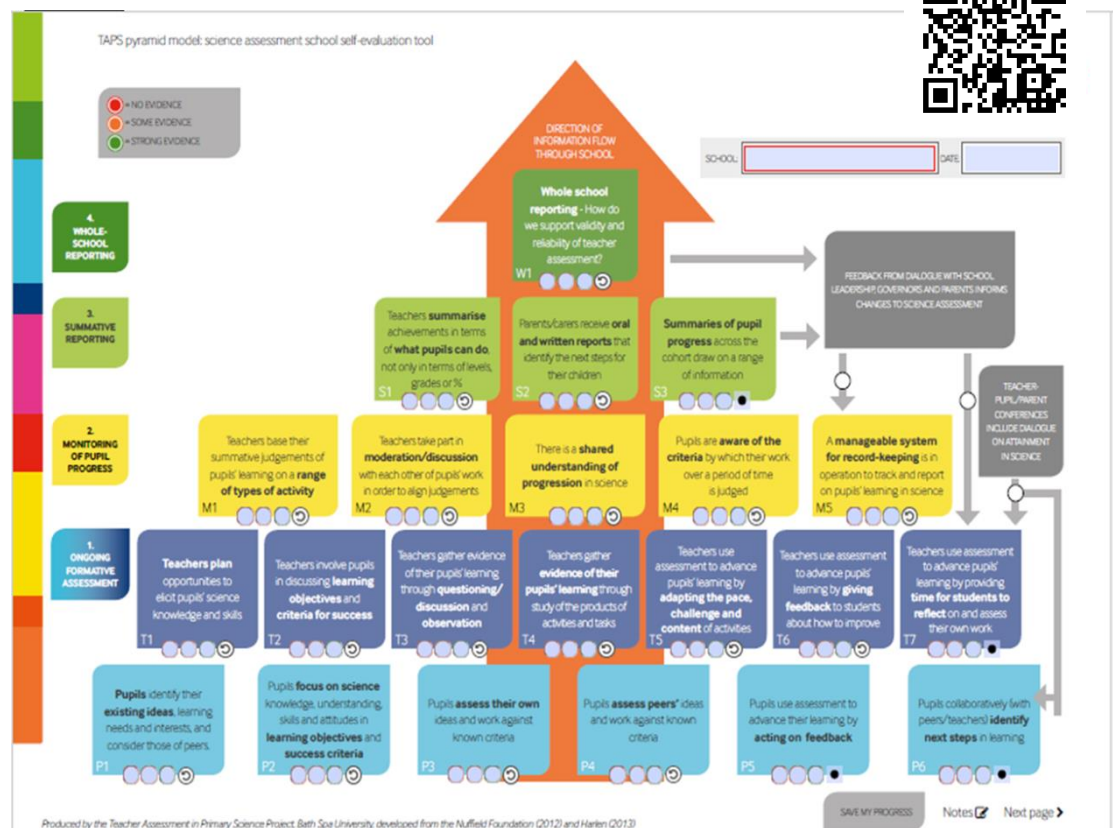 TAPS pyramid model: science assessment school self-evaluation tool
= NO EVIDENCE
= SOME EVIDENCE
= STRONG EVIDENCE
DIRECTION OF
INFORMATION FLOW
THROUGH SCHOOL
SCHOOL:
DATE
4.
WHOLE-
SCHOOL
REPORTING
Whole school
reporting - How do
we support validity and
reliability of teacher
assessment?
W1
FEEDBACK FROM DIALOGUE WITH SCHOOL
LEADERSHIP, GOVERNORS AND PARENTS INFORMS
CHANGES TO SCIENCE ASSESSMENT
3.
SUMMATIVE
REPORTING
Teachers summarise
achievements in terms
of what pupils can do,
not only in terms of levels,
grades or %
S1
Parents/carers receive oral
and written reports that
identify the next steps for
their children
S2
Summaries of pupil
progress across the
cohort draw on a range
of information
S3
TEACHER-
PUPIL/PARENT
CONFERENCES
INCLUDE DIALOGUE
ON ATTAINMENT
IN SCIENCE
2.
MONITORING
OF PUPIL
PROGRESS
Teachers base their
summative judgements of
pupils' learning on a range
of types of activity
M1
Teachers take part in
moderation/discussion
with each other of pupils' work
in order to align judgements
M2
There is a shared
understanding of
progression in science
M3
Pupils are aware of the
criteria by which their work
over a period of time
is judged
M4
A manageable system
for record-keeping is in
operation to track and report
on pupils' learning in science
M5
1.
ONGOING
FORMATIVE
ASSESSMENT
Teachers plan
opportunities to
elicit pupils' science
knowledge and skills
T1
Teachers involve pupils
in discussing learning
objectives and
criteria for success
T2
Teachers gather evidence
of their pupils' learning
through questioning/
discussion and
observation
T3
Teachers gather
evidence of their
pupils' learning through
study of the products of
activities and tasks
T4
Teachers use
assessment to advance
pupils' learning by
adapting the pace,
challenge and
content of activities
T5
Teachers use assessment
to advance pupils'
learning by giving
feedback to students
about how to improve
T6
Teachers use assessment
to advance pupils'
learning by providing
time for students to
reflect on and assess
their own work
T7
Pupils identify their
existing ideas, learning
needs and interests, and
consider those of peers.
P1
Pupils focus on science
knowledge, understanding,
skills and attitudes in
learning objectives and
success criteria
P2
Pupils assess their own
ideas and work against
known criteria
P3
Pupils assess peers' ideas
and work against known
criteria
P4
Pupils use assessment to
advance their learning by
acting on feedback
P5
Pupils collaboratively (with
peers/teachers) identify
next steps in learning
P6
SAVE MY PROGRESS
Notes
Next page
Produced by the Teacher Assessment in Primary Science Project, Bath Spa University, developed from the Nuffield Foundation (2012) and Harlen (2013)